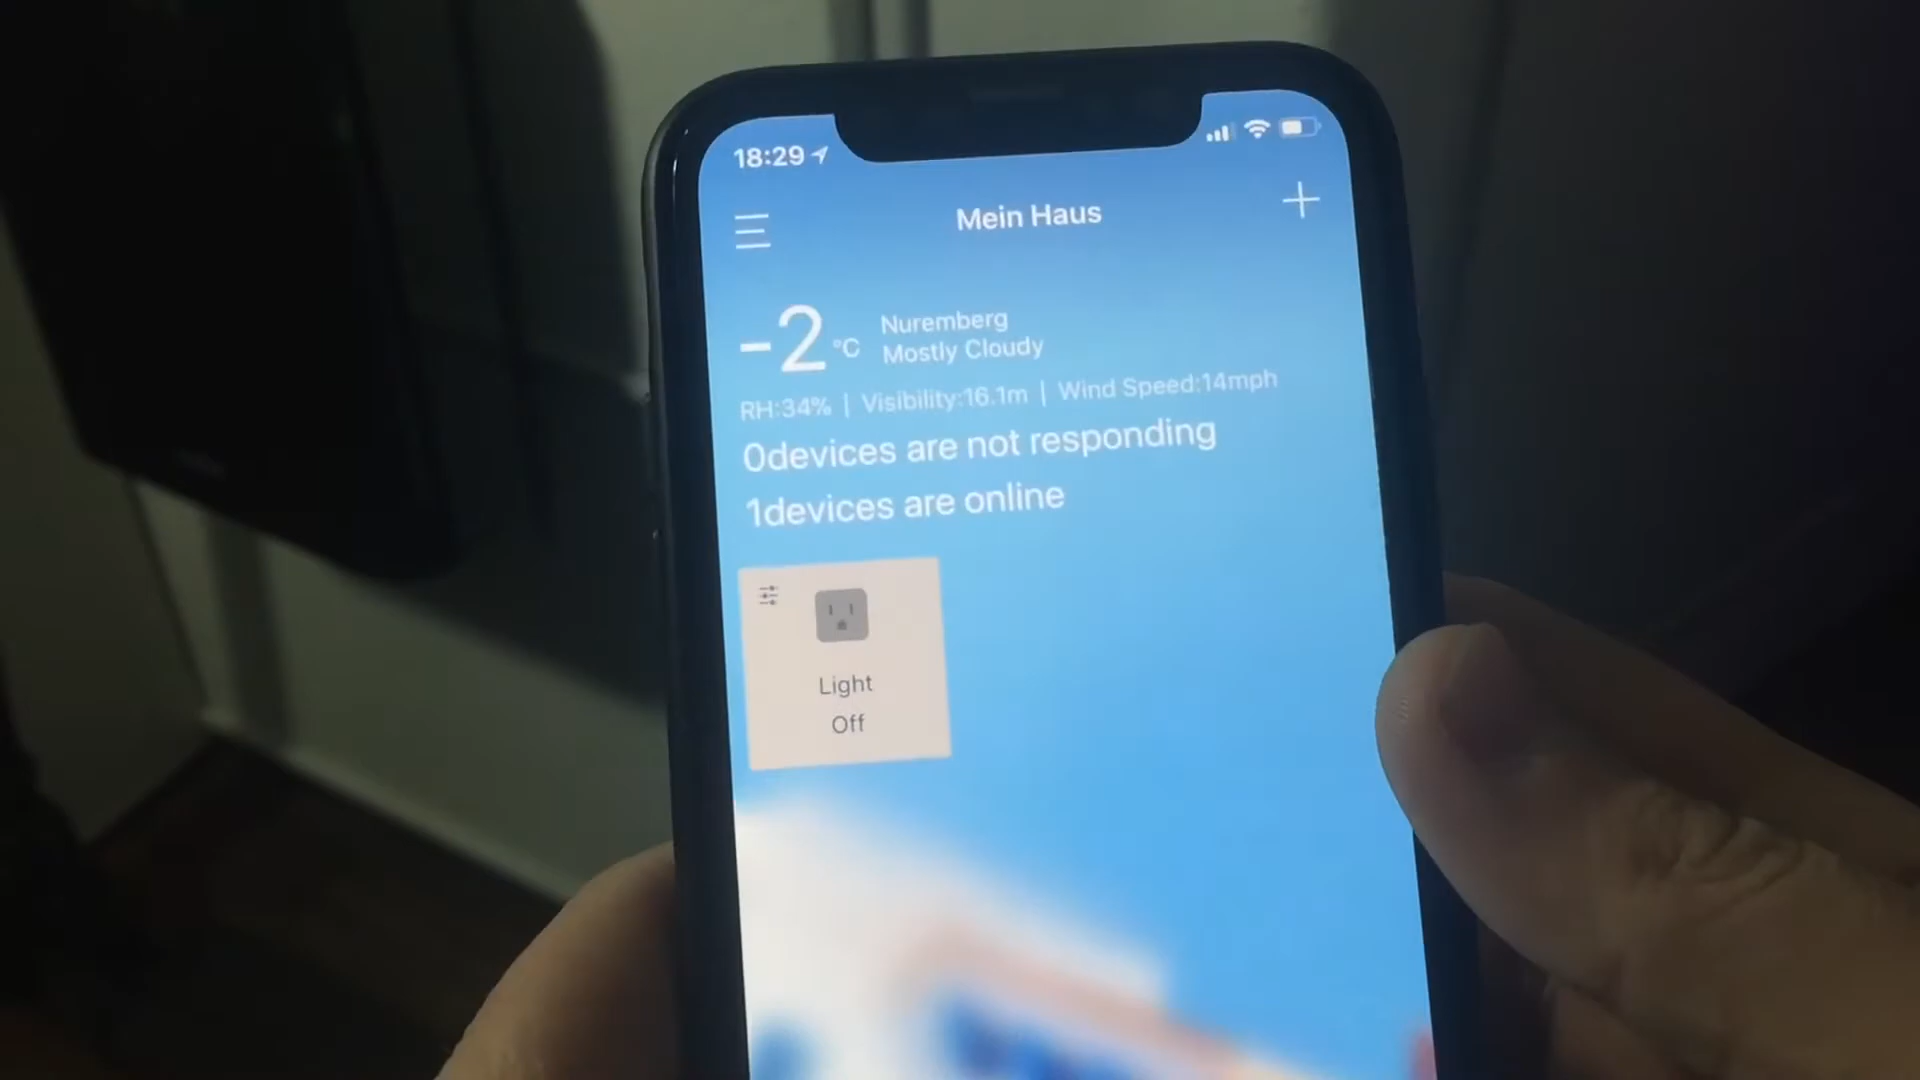 18:29
Mein Haus
-2 °C
Nuremberg
Mostly Cloudy
RH:34% | Visibility:16.1m | Wind Speed:14mph
0devices are not responding
1devices are online
Light
Off